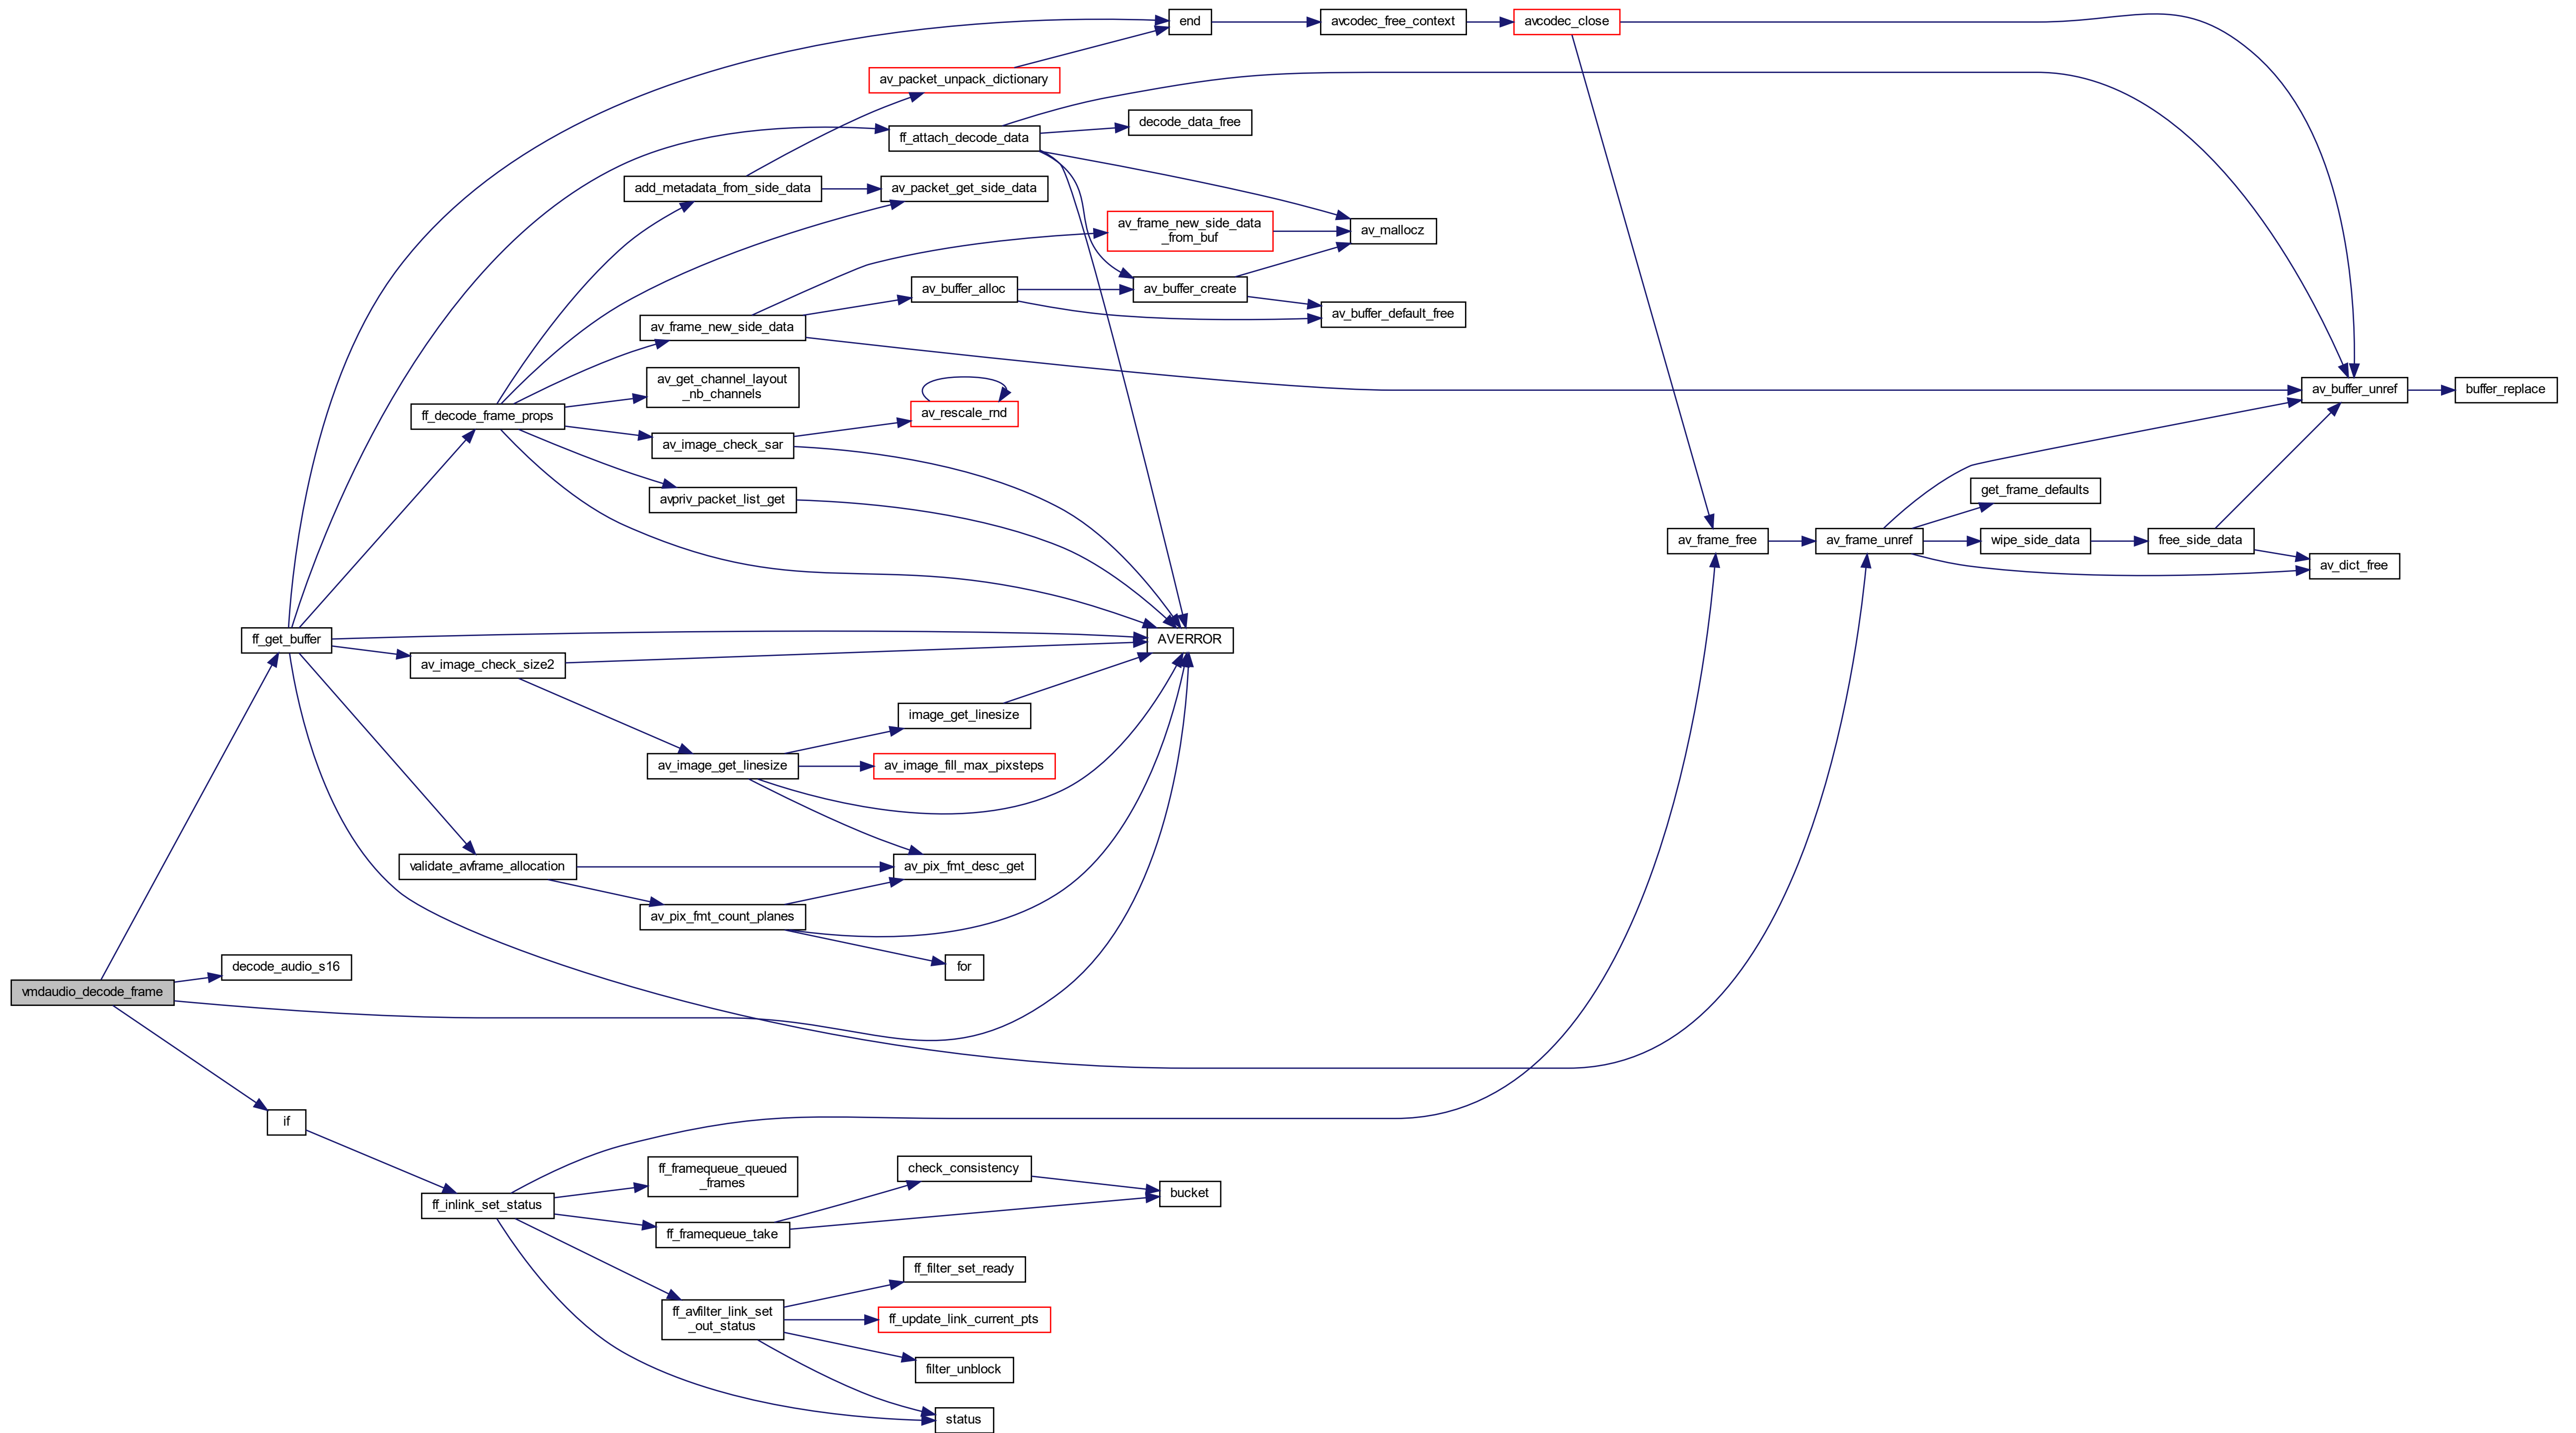 end
avcodec_free_context
avcodec_close
av_packet_unpack_dictionary
decode_data_free
ff_attach_decode_data
add_metadata_from_side_data
av_packet_get_side_data
av_frame_new_side_data
_from_buf
av_mallocz
av_buffer_alloc
av_buffer_create
av_buffer_default_free
av_frame_new_side_data
av_get_channel_layout
_nb_channels
av_buffer_unref
buffer_replace
ff_decode_frame_props
av_rescale_rnd
av_image_check_sar
avpriv_packet_list_get
get_frame_defaults
av_frame_free
av_frame_unref
wipe_side_data
free_side_data
av_dict_free
ff_get_buffer
AVERROR
av_image_check_size2
image_get_linesize
av_image_get_linesize
av_image_fill_max_pixsteps
validate_avframe_allocation
av_pix_fmt_desc_get
av_pix_fmt_count_planes
decode_audio_s16
for
vmdaudio_decode_frame
if
ff_framequeue_queued
_frames
check_consistency
bucket
ff_inlink_set_status
ff_framequeue_take
ff_filter_set_ready
ff_avfilter_link_set
_out_status
ff_update_link_current_pts
filter_unblock
status